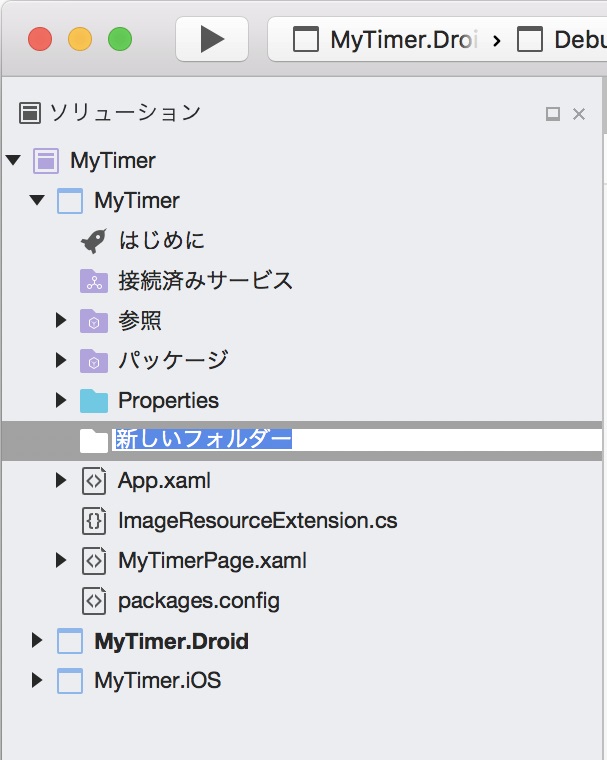 MyTimer.Droi › Debu
ソリューション
MyTimer
MyTimer
はじめに
接続済みサービス
参照
パッケージ
Properties
新しいフォルダー
App.xaml
ImageResourceExtension.cs
MyTimerPage.xaml
packages.config
MyTimer.Droid
MyTimer.iOS